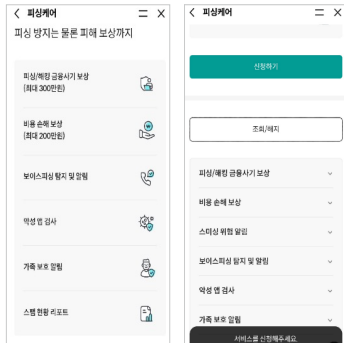 피싱케어
피싱 방지는 물론 피해 보상까지
피싱/해킹 금융사기 보상
(최대 300만원)
비용 손해 보상
(최대 200만원)
보이스피싱 탐지 및 알림
악성 앱 검사
가족 보호 알림
스팸 현황 리포트
피싱케어
신청하기
조회/해지
피싱/해킹 금융사기 보상
비용 손해 보상
스미싱 위험 알림
보이스피싱 탐지 및 알림
악성 앱 검사
가족 보호 알림
서비스를 신청해주세요.